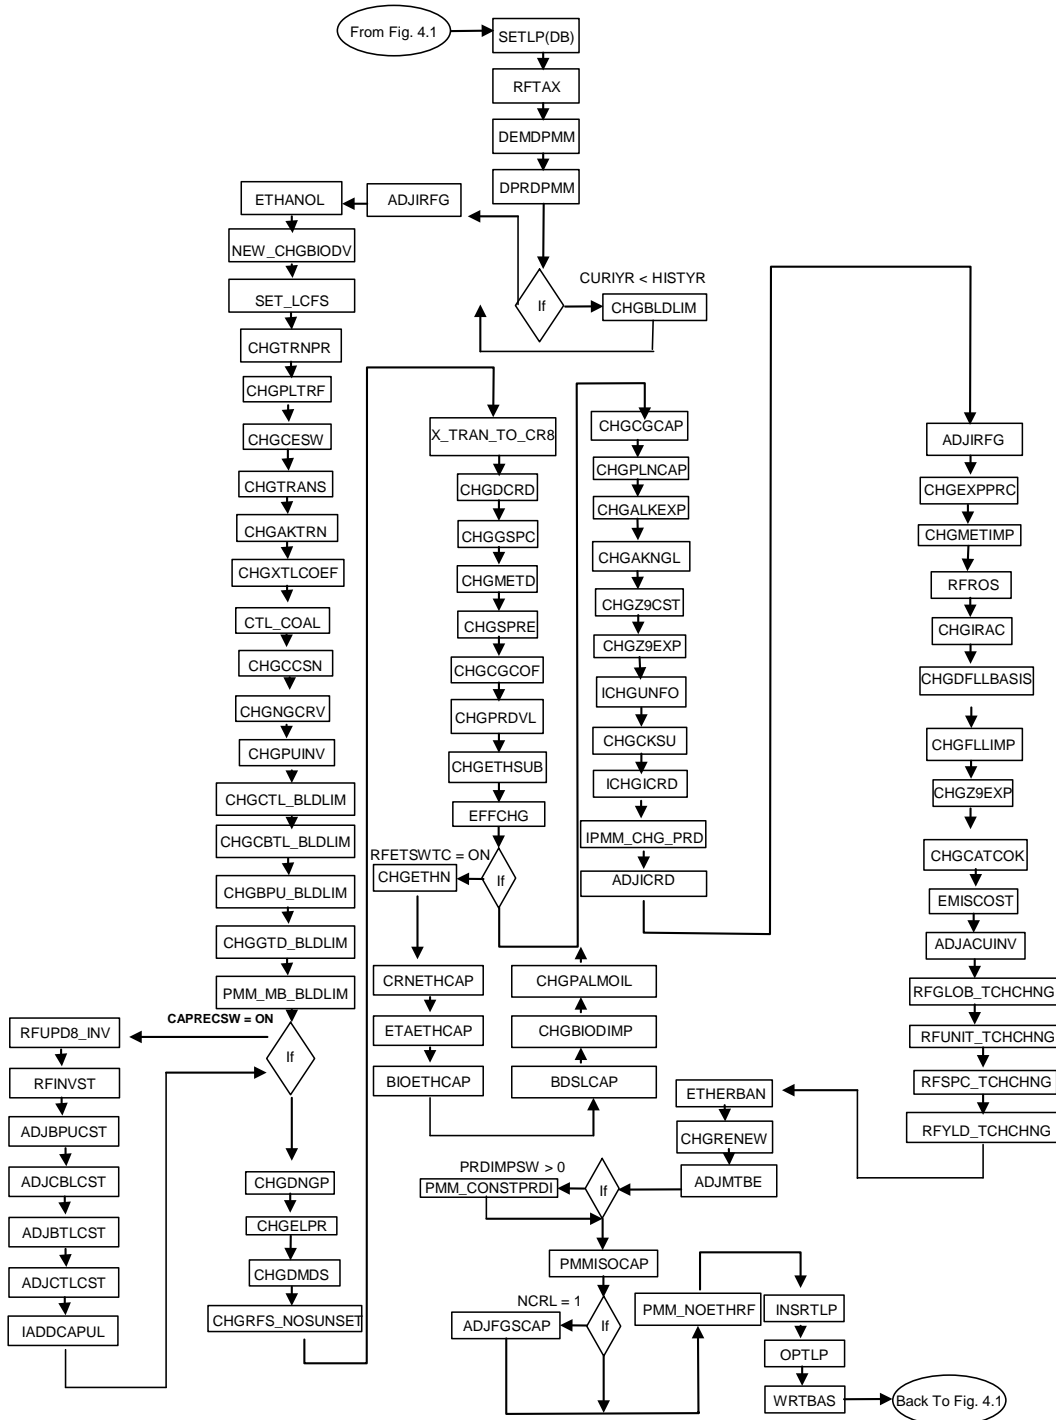 From Fig. 4.1
SETLP(DB)
RFTAX
DEMDPMM
DPRDPMM
If
CURIYR < HISTYR
CHGBLDLIM
ADJIRFG
ETHANOL
NEW_CHGBIODV
SET_LCFS
CHGTRNPR
CHGPLTRF
CHGCESW
CHGTRANS
CHGAKTRN
CHGXTLCOEF
CTL_COAL
CHGCCSN
CHGNGCRV
CHGPUINV
CHGCTL_BLDLIM
CHGCBTL_BLDLIM
CHGBPU_BLDLIM
CHGGTD_BLDLIM
PMM_MB_BLDLIM
CAPRECSW = ON
If
RFUPD8_INV
RFINVST
ADJBPUCST
ADJCBLCST
ADJBTLCST
ADJCTLCST
IADDCAPUL
CHGDNGP
CHGELPR
CHGDMDS
CHGRFS_NOSUNSET
X_TRAN_TO_CR8
CHGDCRD
CHGGSPC
CHGMETD
CHGSPRE
CHGCGCOF
CHGPRDVL
CHGETHSUB
EFFCHG
RFETSWTC = ON
If
CHGETHN
CRNETHCAP
ETAETHCAP
BIOETHCAP
BDSLCAP
CHGBIODIMP
CHGPALMOIL
CHGCGCAP
CHGPLNCAP
CHGALKEXP
CHGAKNGL
CHGZ9CST
CHGZ9EXP
ICHGUNFO
CHGCKSU
ICHGICRD
IPMM_CHG_PRD
ADJICRD
ADJIRFG
CHGEXPPRC
CHGMETIMP
RFROS
CHGIRAC
CHGDFLLBASIS
CHGFLLIMP
CHGZ9EXP
CHGCATCOK
EMISCOST
ADJACUINV
RFGLOB_TCHCHNG
RFUNIT_TCHCHNG
RFSPC_TCHCHNG
RFYLD_TCHCHNG
ETHERBAN
CHGRENEW
ADJMTBE
PRDIMPSW > 0
If
PMM_CONSTPRDI
PMMISOCAP
NCRL = 1
If
ADJFGSCAP
PMM_NOETHRF
INSRTLP
OPTLP
WRTBAS
Back To Fig. 4.1